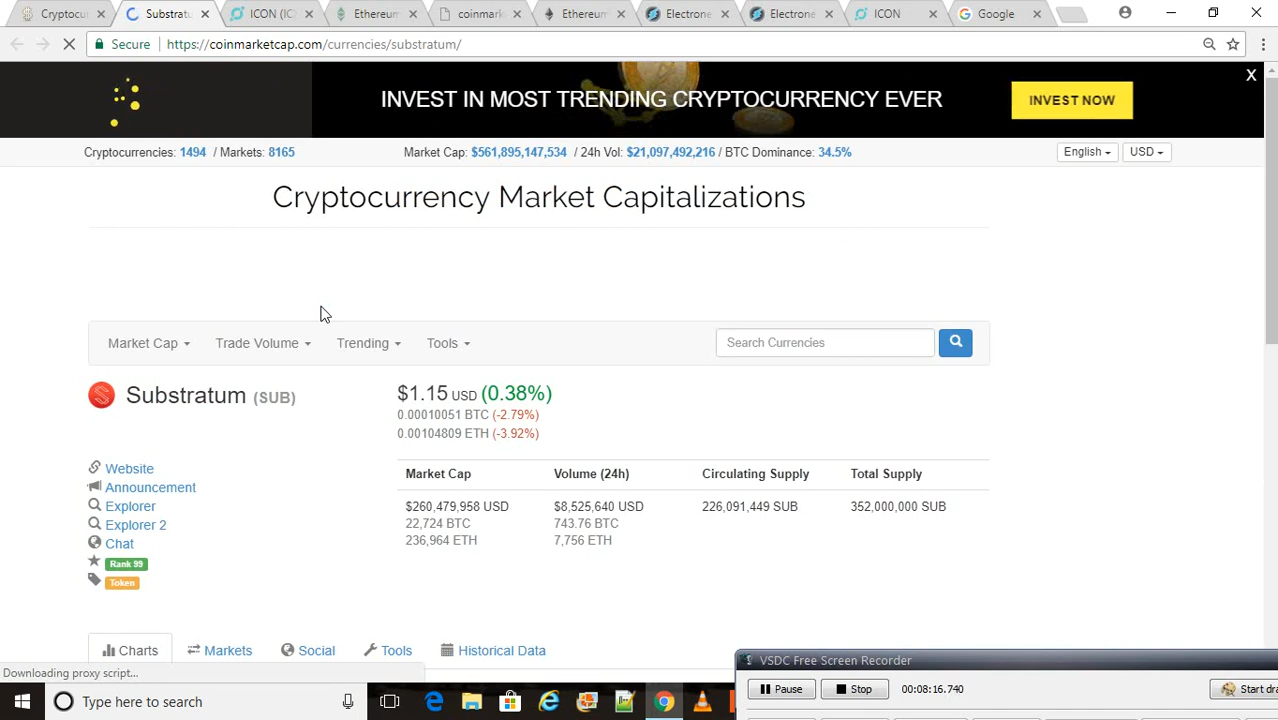 Cryptocu
Substratu
ICON (IC
Ethereum
coinmark
Ethereum
Electrone
Electrone
ICON
Google
Secure https://coinmarketcap.com/currencies/substratum/
INVEST IN MOST TRENDING CRYPTOCURRENCY EVER
INVEST NOW
X
Cryptocurrencies: 1494 / Markets: 8165
Market Cap: $561,895,147,534 / 24h Vol: $21,097,492,216 / BTC Dominance: 34.5%
English
USD
Cryptocurrency Market Capitalizations
Market Cap
Trade Volume
Trending
Tools
Search Currencies
Substratum (SUB)
$1.15 USD (0.38%)
0.00010051 BTC (-2.79%)
0.00104809 ETH (-3.92%)
Market Cap Volume (24h) Circulating Supply Total Supply
$260,479,958 USD $8,525,640 USD 226,091,449 SUB 352,000,000 SUB
22,724 BTC 743.76 BTC
236,964 ETH 7,756 ETH
Website
Announcement
Explorer
Explorer 2
Chat
Rank 99
Token
Charts
Markets
Social
Tools
Historical Data
Downloading proxy script...
VSDC Free Screen Recorder
Pause
Stop
00:08:16.740
Start dra
Type here to search